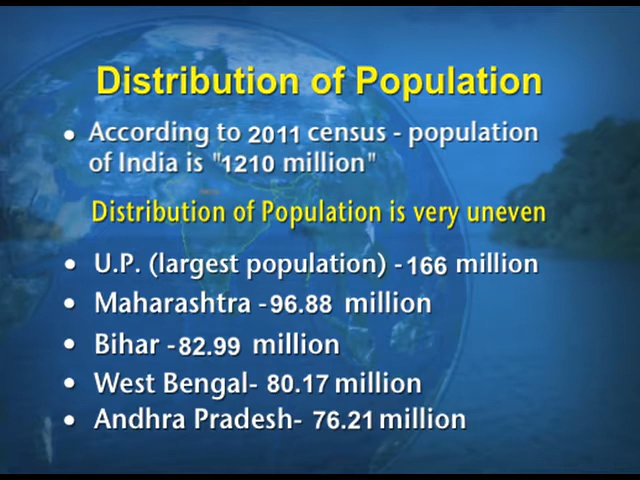 Distribution of Population
• According to 2011 census - population
of India is "1210 million"
Distribution of Population is very uneven
• U.P. (largest population) -166 million
• Maharashtra -96.88 million
• Bihar -82.99 million
• West Bengal- 80.17 million
• Andhra Pradesh- 76.21 million